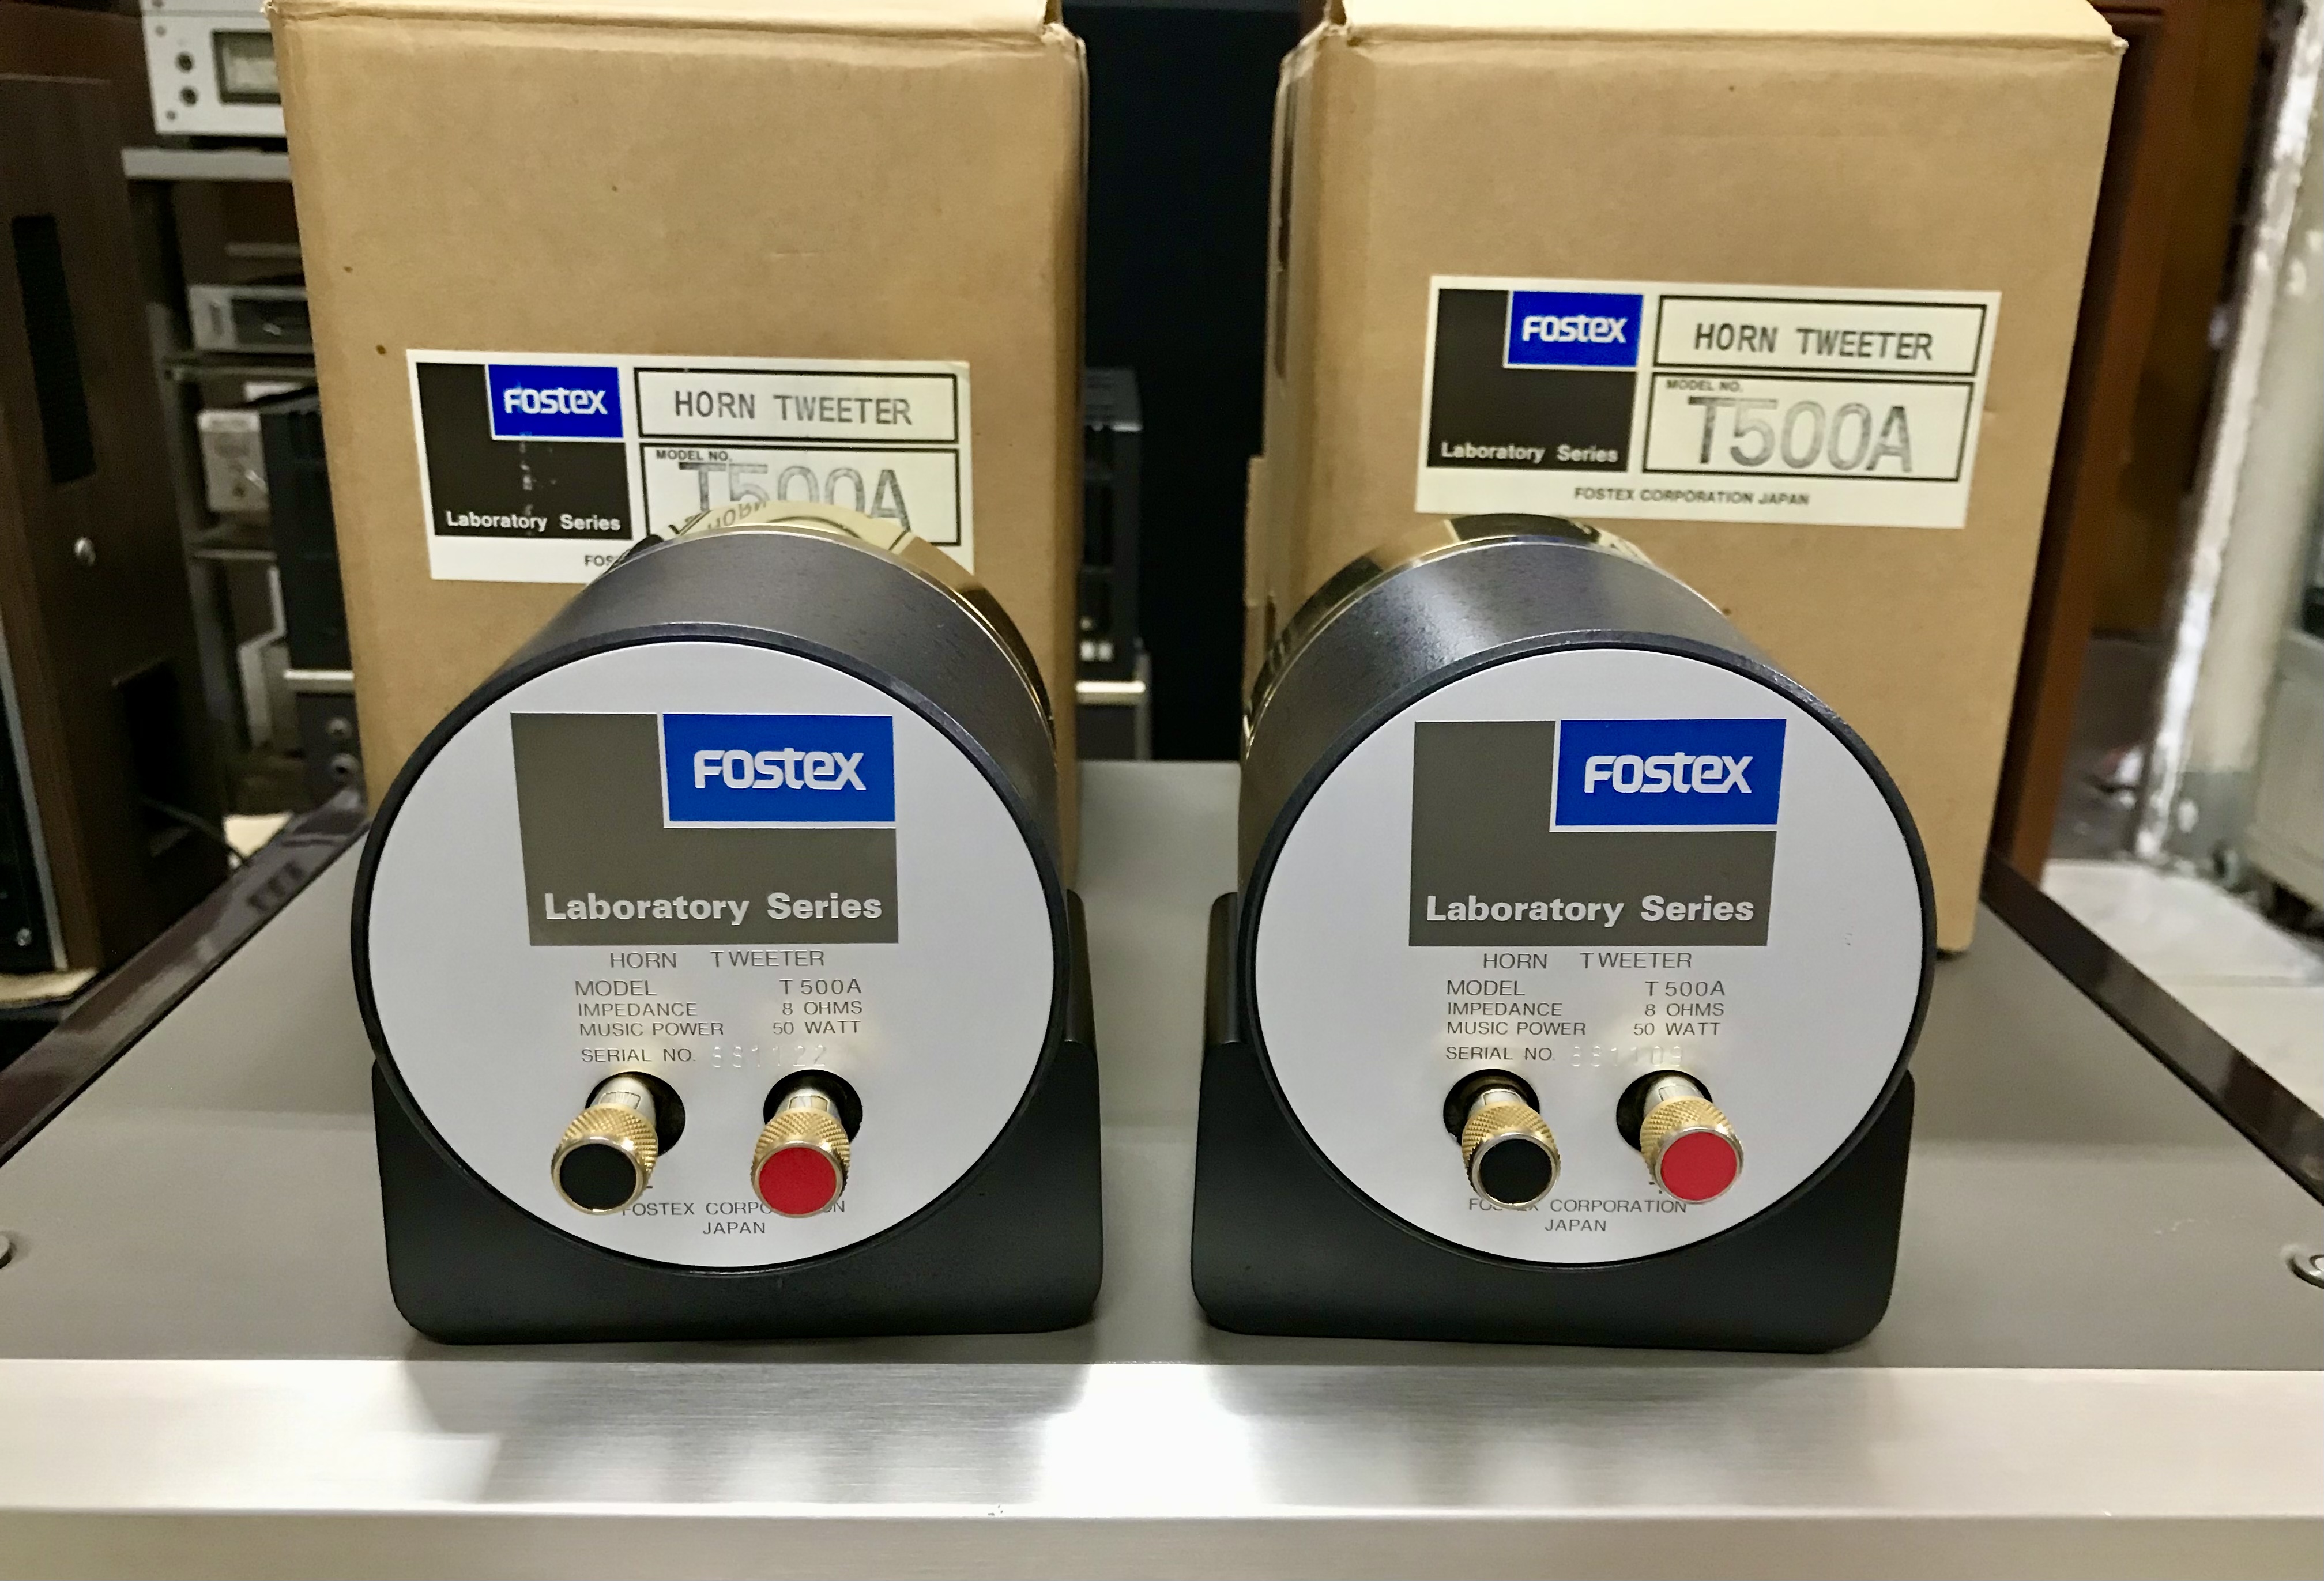 Fostex
HORN TWEETER
MODEL NO.
T500A
Laboratory Series
Fostex
HORN TWEETER
MODEL NO.
T500A
Laboratory Series
FOSTEX CORPORATION JAPAN
Fostex
Laboratory Series
HORN TWEETER
MODEL T500A
IMPEDANCE 8 OHMS
MUSIC POWER 50 WATT
SERIAL NO.
FOSTEX
JAPAN
Fostex
Laboratory Series
HORN TWEETER
MODEL T500A
IMPEDANCE 8 OHMS
MUSIC POWER 50 WATT
SERIAL NO.
CORPORATION
JAPAN